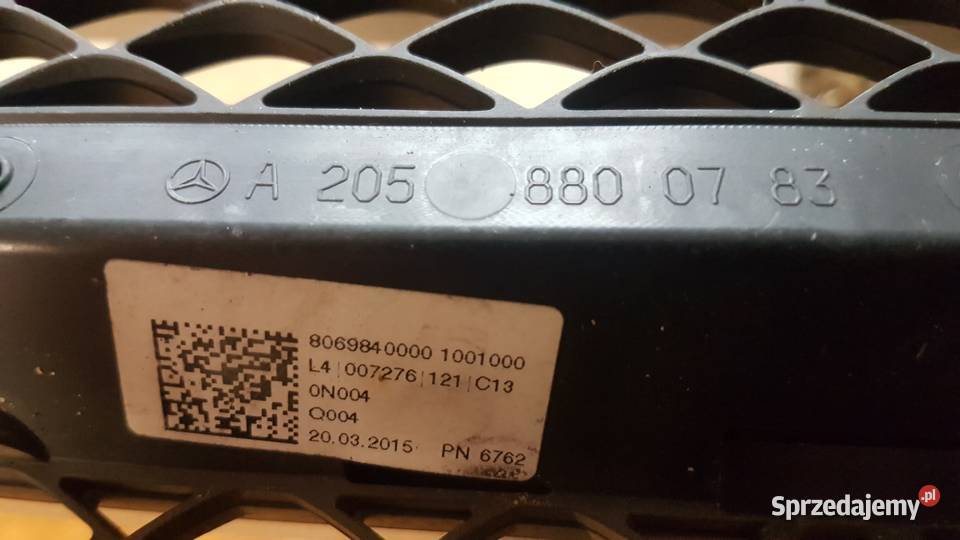 A 205 880 07 83
8069840000 1001000
L4|007276|121|C13
0N004
Q004
20.03.2015 PN 6762
Sprzedajemy.pl